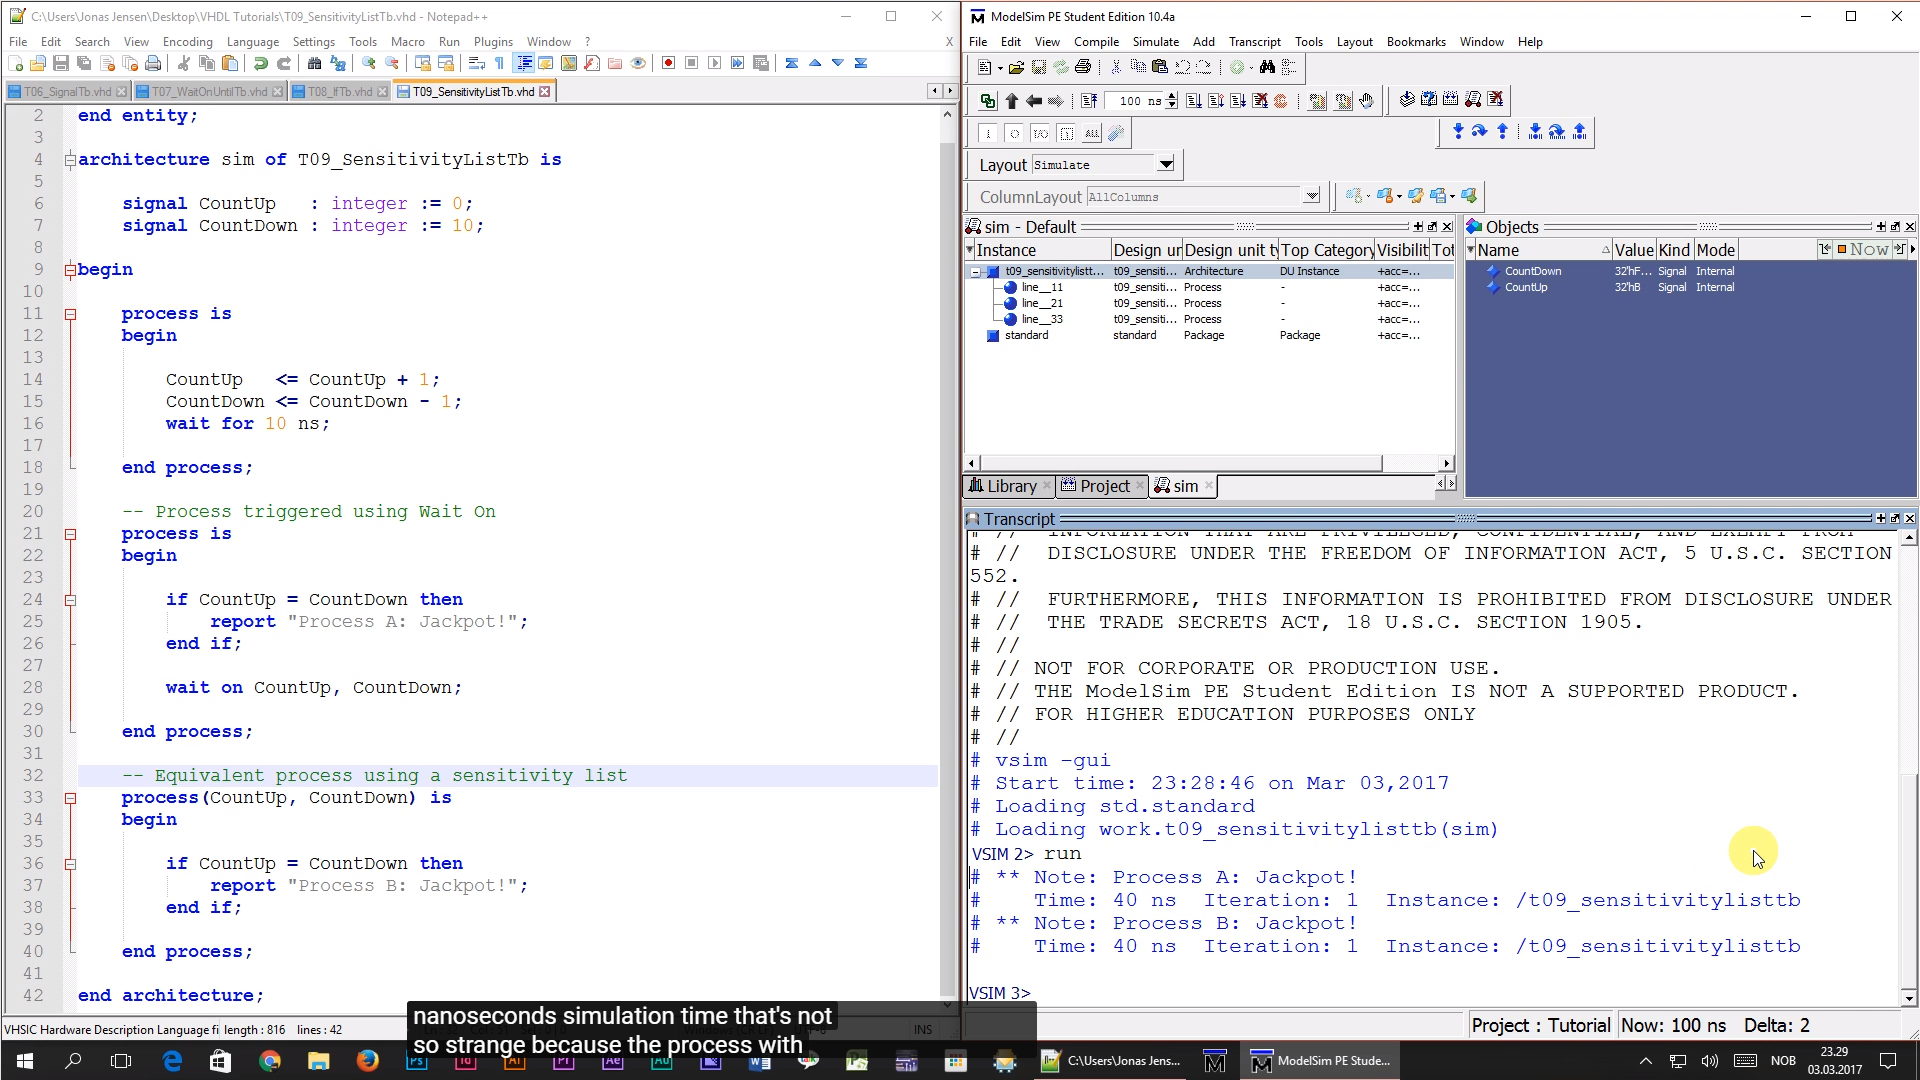 C:\Users\Jonas Jensen\Desktop\VHDL Tutorials\T09_SensitivityListTb.vhd - Notepad++
File Edit Search View Encoding Language Settings Tools Macro Run Plugins Window ? X
T06_SignalTb.vhd T07_WaitOnUntilTb.vhd T08_IfTb.vhd T09_SensitivityListTb.vhd
2 end entity;
3
4 architecture sim of T09_SensitivityListTb is
5
6 signal CountUp   : integer := 0;
7 signal CountDown : integer := 10;
8
9 begin
10
11 process is
12 begin
13
14 CountUp   <= CountUp + 1;
15 CountDown <= CountDown - 1;
16 wait for 10 ns;
17
18 end process;
19
20 -- Process triggered using Wait On
21 process is
22 begin
23
24 if CountUp = CountDown then
25 report "Process A: Jackpot!";
26 end if;
27
28 wait on CountUp, CountDown;
29
30 end process;
31
32 -- Equivalent process using a sensitivity list
33 process(CountUp, CountDown) is
34 begin
35
36 if CountUp = CountDown then
37 report "Process B: Jackpot!";
38 end if;
39
40 end process;
41
42 end architecture;
VHSIC Hardware Description Language fi length : 816 lines : 42 INS
nanoseconds simulation time that's not
so strange because the process with
ModelSim PE Student Edition 10.4a
File Edit View Compile Simulate Add Transcript Tools Layout Bookmarks Window Help
100 ns
Layout Simulate
ColumnLayout AllColumns
sim - Default
Instance Design ur Design unit ty Top Category Visibilit Tot
t09_sensitivitylistt... t09_sensiti... Architecture DU Instance +acc=...
line__11 t09_sensiti... Process - +acc=...
line__21 t09_sensiti... Process - +acc=...
line__33 t09_sensiti... Process - +acc=...
standard standard Package Package +acc=...
Library Project sim
Objects
Name Value Kind Mode Now
CountDown 32'hF... Signal Internal
CountUp 32'hB Signal Internal
Transcript
# // INFORMATION THAT ARE PRIVILEGED, CONFIDENTIAL, AND EXEMPT FROM
# // DISCLOSURE UNDER THE FREEDOM OF INFORMATION ACT, 5 U.S.C. SECTION
552.
# // FURTHERMORE, THIS INFORMATION IS PROHIBITED FROM DISCLOSURE UNDER
# // THE TRADE SECRETS ACT, 18 U.S.C. SECTION 1905.
# //
# // NOT FOR CORPORATE OR PRODUCTION USE.
# // THE ModelSim PE Student Edition IS NOT A SUPPORTED PRODUCT.
# // FOR HIGHER EDUCATION PURPOSES ONLY
# //
# vsim -gui
# Start time: 23:28:46 on Mar 03,2017
# Loading std.standard
# Loading work.t09_sensitivitylisttb(sim)
VSIM 2> run
# ** Note: Process A: Jackpot!
#    Time: 40 ns  Iteration: 1  Instance: /t09_sensitivitylisttb
# ** Note: Process B: Jackpot!
#    Time: 40 ns  Iteration: 1  Instance: /t09_sensitivitylisttb
VSIM 3>
Project : Tutorial Now: 100 ns Delta: 2
C:\Users\Jonas Jens... ModelSim PE Stude... NOB 23.29
03.03.2017